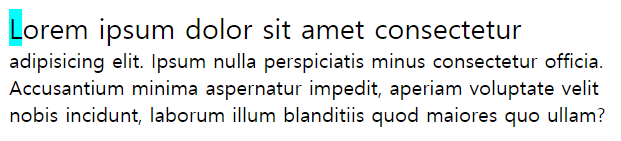 Lorem ipsum dolor sit amet consectetur
adipisicing elit. Ipsum nulla perspiciatis minus consectetur officia.
Accusantium minima aspernatur impedit, aperiam voluptate velit
nobis incidunt, laborum illum blanditiis quod maiores quo ullam?